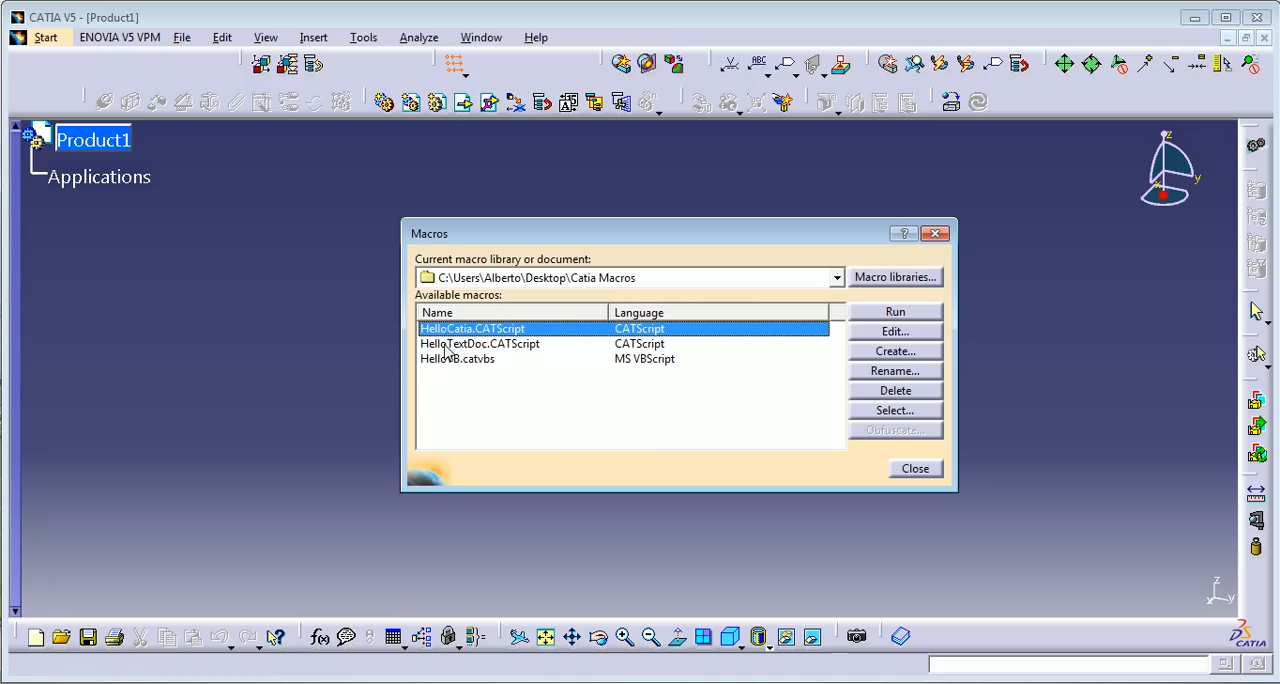 CATIA V5 - [Product1]
Start ENOVIA V5 VPM File Edit View Insert Tools Analyze Window Help
ABC
Product1
Applications
z
y
x
Macros
?
Current macro library or document:
C:\Users\Alberto\Desktop\Catia Macros
Macro libraries...
Available macros:
Name Language
HelloCatia.CATScript CATScript
HelloTextDoc.CATScript CATScript
MS VBScript
Run
Edit...
Create...
Rename...
Delete
Select...
Obfuscate...
Close
z
x y
f(x)
CATIA